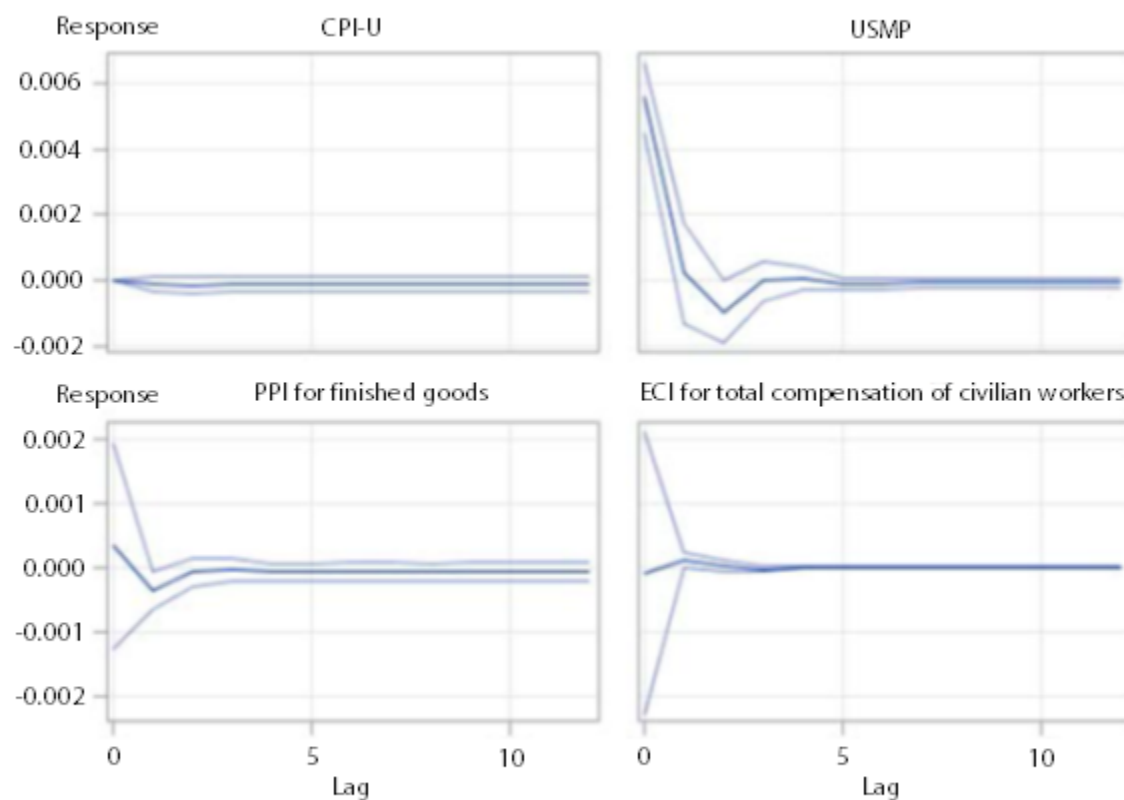 Response CPI-U USMP
0.006
0.004
0.002
0.000
-0.002
Response PPI for finished goods ECI for total compensation of civilian workers
0.002
0.001
0.000
-0.001
-0.002
0 5 10 0 5 10
Lag Lag